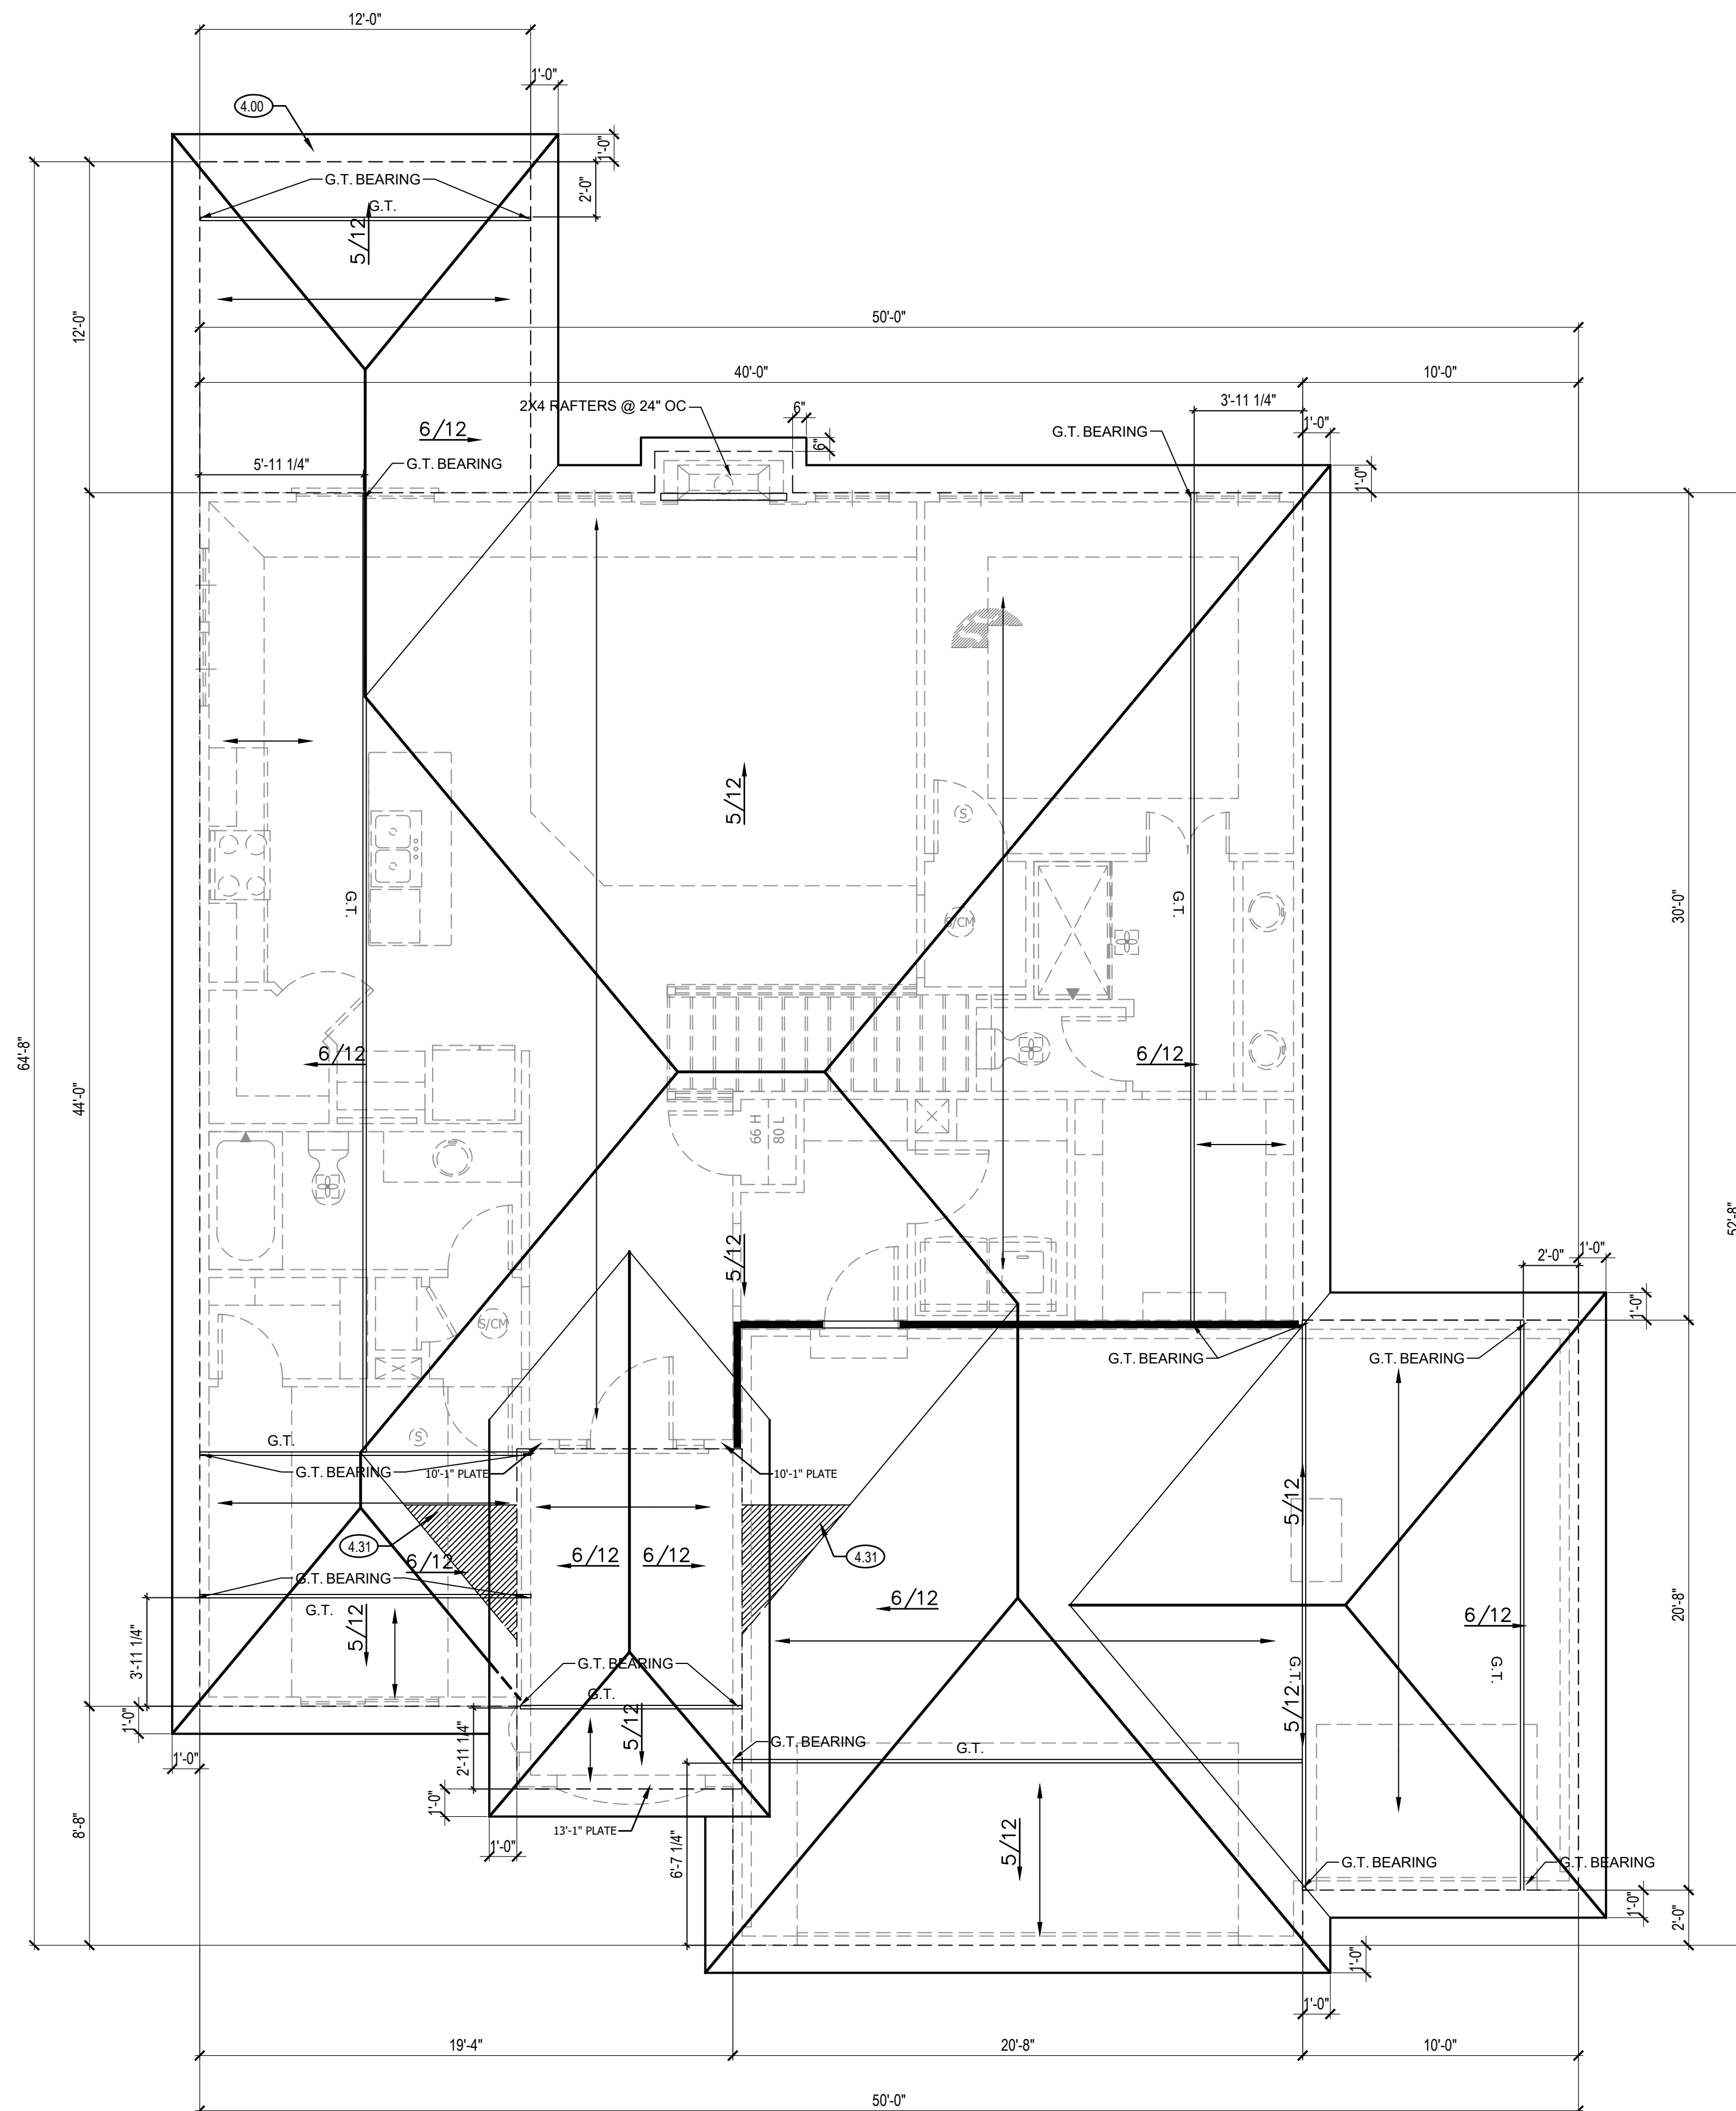 12'-0"
1'-0"
4.00
1'-0"
G.T. BEARING
2'-0"
G.T.
5/12
12'-0"
50'-0"
40'-0"
10'-0"
2X4 RAFTERS @ 24" OC
6"
3'-11 1/4"
1'-0"
6/12
6"
G.T. BEARING
5'-11 1/4"
G.T. BEARING
1'-0"
5/12
S
G.T.
G.T.
S/CM
30'-0"
64'-8"
44'-0"
6/12
6/12
66 H
80 L
52'-8"
5/12
2'-0"
1'-0"
1'-0"
S/CM
G.T. BEARING
G.T. BEARING
S
G.T.
G.T. BEARING
10'-1" PLATE
10'-1" PLATE
5/12
4.31
6/12
6/12
6/12
4.31
G.T. BEARING
6/12
6/12
20'-8"
G.T.
5/12
3'-11 1/4"
G.T. BEARING
G.T.
G.T.
G.T.
5/12
1'-0"
2'-11 1/4"
5/12
G.T. BEARING
G.T.
1'-0"
1'-0"
13'-1" PLATE
8'-8"
1'-0"
6'-7 1/4"
5/12
G.T. BEARING
G.T. BEARING
1'-0"
2'-0"
1'-0"
1'-0"
19'-4"
20'-8"
10'-0"
50'-0"